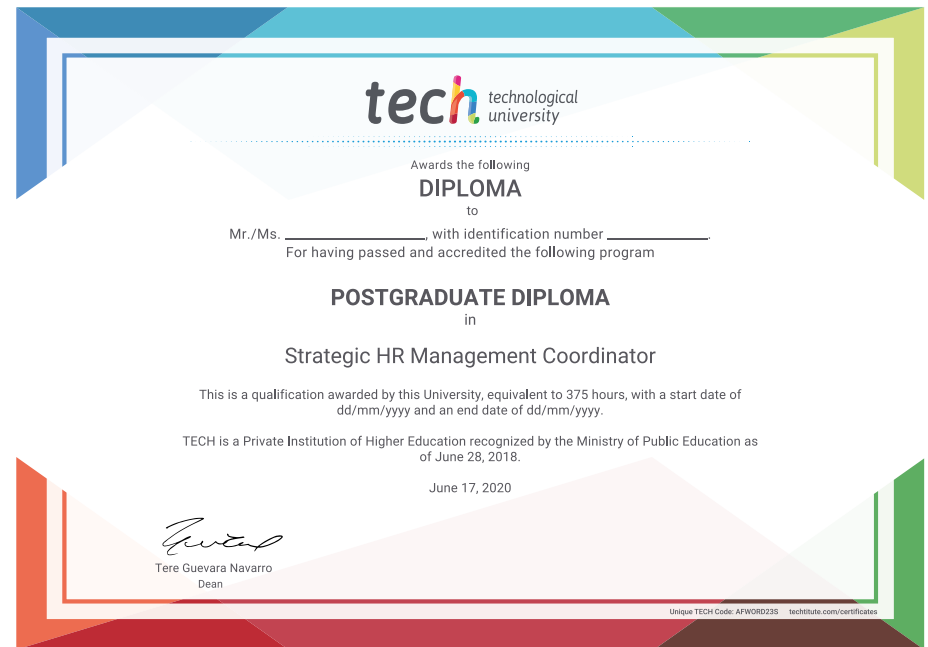 tech technological
university
Awards the following
DIPLOMA
to
Mr./Ms. ____________________, with identification number ______________.
For having passed and accredited the following program
POSTGRADUATE DIPLOMA
in
Strategic HR Management Coordinator
This is a qualification awarded by this University, equivalent to 375 hours, with a start date of
dd/mm/yyyy and an end date of dd/mm/yyyy.
TECH is a Private Institution of Higher Education recognized by the Ministry of Public Education as
of June 28, 2018.
June 17, 2020
Tere Guevara Navarro
Dean
Unique TECH Code: AFWORD23S techtitute.com/certificates